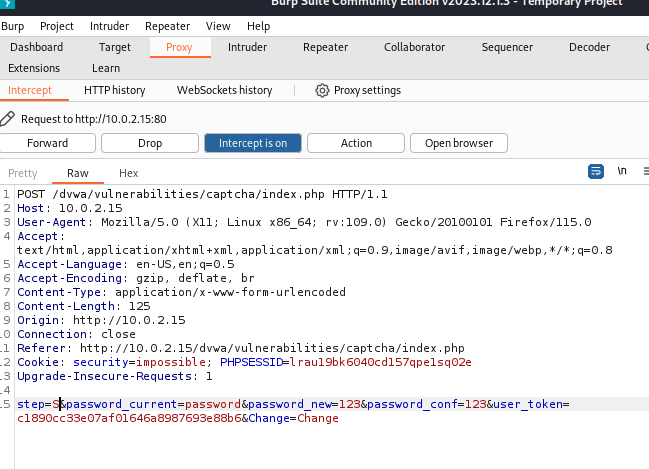 Burp Suite Community Edition v2023.12.1.3 - Temporary Project
Burp Project Intruder Repeater View Help
Dashboard Target Proxy Intruder Repeater Collaborator Sequencer Decoder
Extensions Learn
Intercept HTTP history WebSockets history Proxy settings
Request to http://10.0.2.15:80
Forward Drop Intercept is on Action Open browser
Pretty Raw Hex \n
1 POST /dvwa/vulnerabilities/captcha/index.php HTTP/1.1
2 Host: 10.0.2.15
3 User-Agent: Mozilla/5.0 (X11; Linux x86_64; rv:109.0) Gecko/20100101 Firefox/115.0
4 Accept:
text/html,application/xhtml+xml,application/xml;q=0.9,image/avif,image/webp,*/*;q=0.8
5 Accept-Language: en-US,en;q=0.5
6 Accept-Encoding: gzip, deflate, br
7 Content-Type: application/x-www-form-urlencoded
8 Content-Length: 125
9 Origin: http://10.0.2.15
10 Connection: close
11 Referer: http://10.0.2.15/dvwa/vulnerabilities/captcha/index.php
12 Cookie: security=impossible; PHPSESSID=lrau19bk6040cd157qpe1sq02e
13 Upgrade-Insecure-Requests: 1
14
15 step=S&password_current=password&password_new=123&password_conf=123&user_token=
c1890cc33e07af01646a8987693e88b6&Change=Change